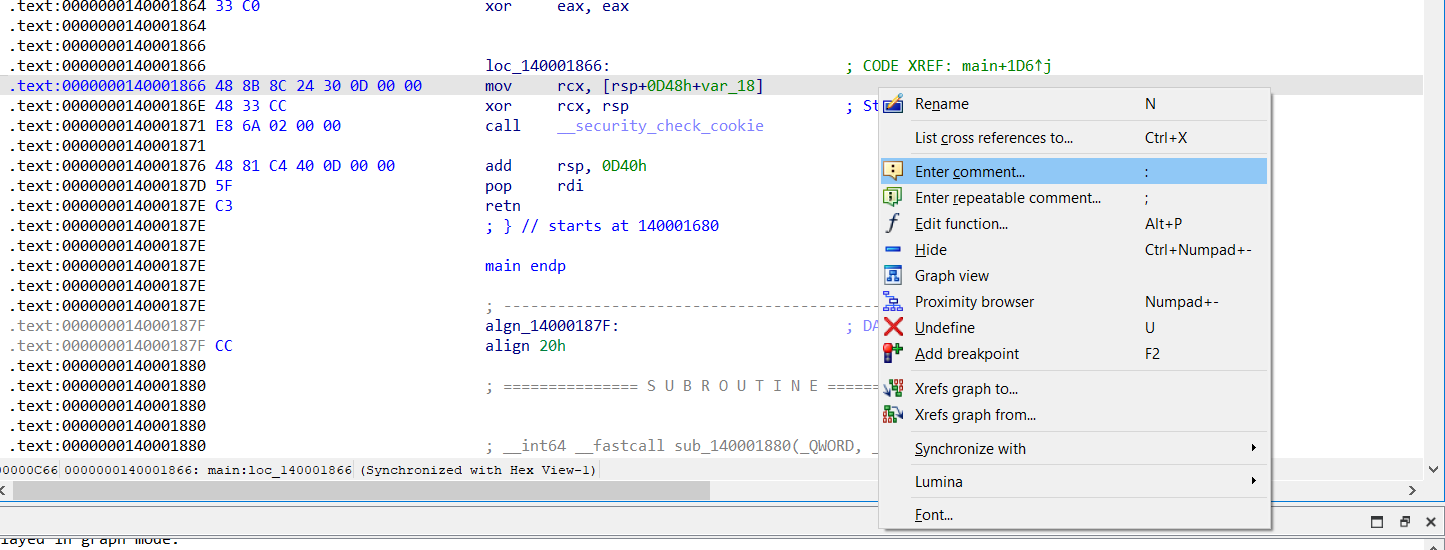 .text:0000000140001864 33 C0 xor eax, eax
.text:0000000140001864
.text:0000000140001866
.text:0000000140001866 loc_140001866: ; CODE XREF: main+1D6↑j
.text:0000000140001866 48 8B 8C 24 30 0D 00 00 mov rcx, [rsp+0D48h+var_18]
.text:000000014000186E 48 33 CC xor rcx, rsp ; St
.text:0000000140001871 E8 6A 02 00 00 call __security_check_cookie
.text:0000000140001871
.text:0000000140001876 48 81 C4 40 0D 00 00 add rsp, 0D40h
.text:000000014000187D 5F pop rdi
.text:000000014000187E C3 retn
.text:000000014000187E ; } // starts at 140001680
.text:000000014000187E
.text:000000014000187E main endp
.text:000000014000187E
.text:000000014000187E ; ---------------------------------------------
.text:000000014000187F algn_14000187F: ; DA
.text:000000014000187F CC align 20h
.text:0000000140001880
.text:0000000140001880 ; =============== S U B R O U T I N E ======
.text:0000000140001880
.text:0000000140001880
.text:0000000140001880 ; __int64 __fastcall sub_140001880(_QWORD, _
00000C66 0000000140001866: main:loc_140001866 (Synchronized with Hex View-1)
Rename N
List cross references to... Ctrl+X
Enter comment... :
Enter repeatable comment... ;
Edit function... Alt+P
Hide Ctrl+Numpad+-
Graph view
Proximity browser Numpad+-
Undefine U
Add breakpoint F2
Xrefs graph to...
Xrefs graph from...
Synchronize with
Lumina
Font...
layed in graph mode.